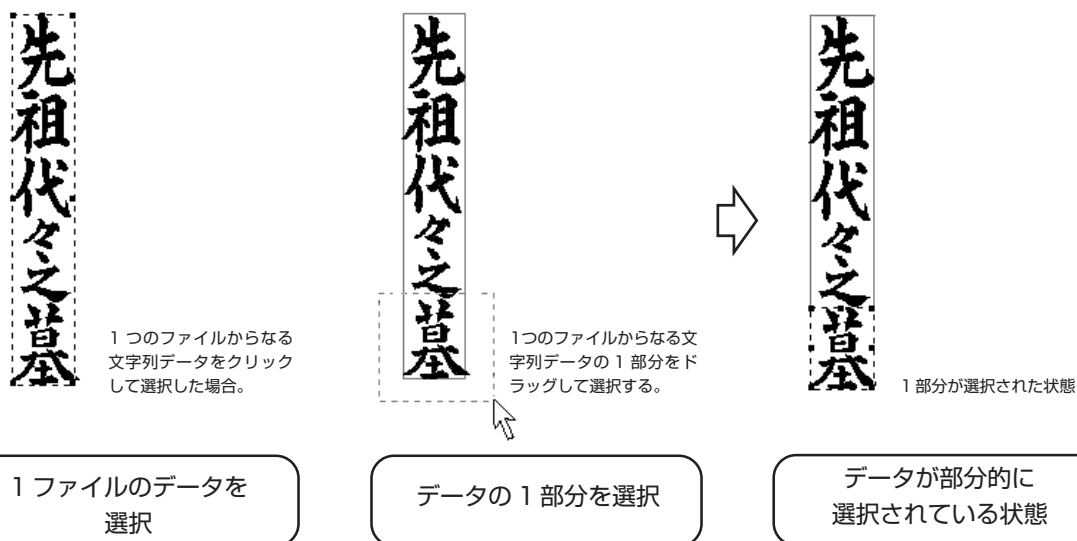 先祖代々之墓
1 つのファイルからなる
文字列データをクリック
して選択した場合。
1 ファイルのデータを
選択
先祖代々之墓
1つのファイルからなる文
字列データの 1 部分をド
ラッグして選択する。
データの 1 部分を選択
先祖代々之墓
1 部分が選択された状態
データが部分的に
選択されている状態